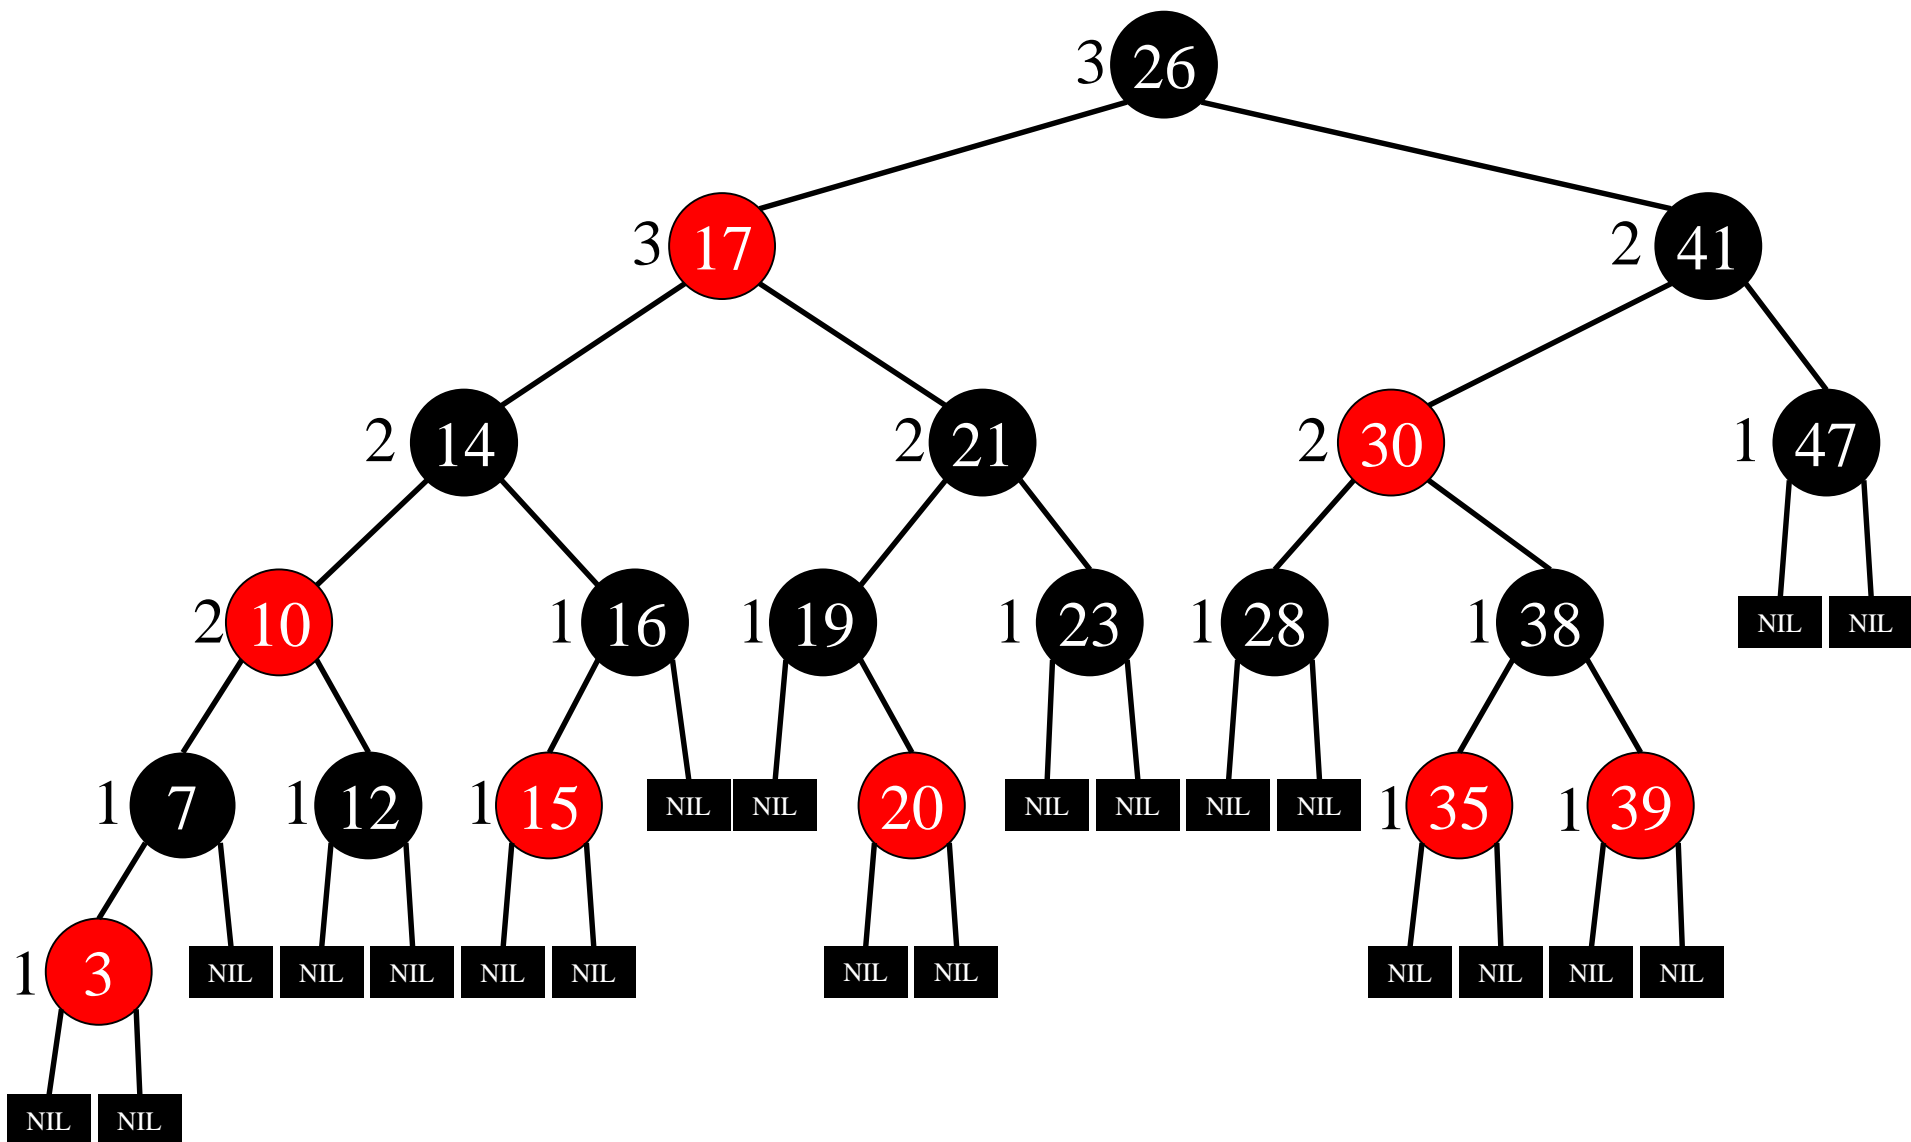 3 26
3 17 2 41
2 14 2 21 2 30 1 47
2 10 1 16 1 19 1 23 1 28 1 38 NIL NIL
1 7 1 12 1 15 NIL NIL 20 NIL NIL NIL NIL 1 35 1 39
1 3 NIL NIL NIL NIL NIL NIL NIL NIL NIL NIL NIL
NIL NIL